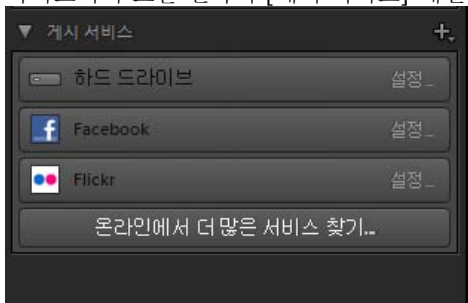 게시 서비스
하드 드라이브 설정...
Facebook 설정...
Flickr 설정...
온라인에서 더 많은 서비스 찾기...